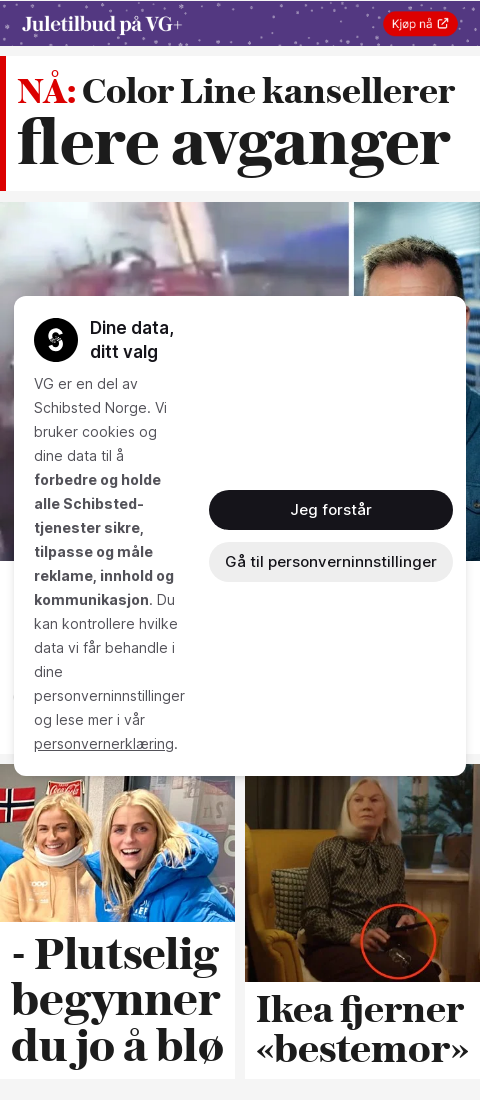 Juletilbud på VG+
Kjøp nå
NÅ: Color Line kansellerer
flere avganger
Dine data,
ditt valg
VG er en del av
Schibsted Norge. Vi
bruker cookies og
dine data til å
forbedre og holde
alle Schibsted-
tjenester sikre,
tilpasse og måle
reklame, innhold og
kommunikasjon. Du
kan kontrollere hvilke
data vi får behandle i
dine
personverninnstillinger
og lese mer i vår
personvernerklæring.
Jeg forstår
Gå til personverninnstillinger
- Plutselig
begynner
du jo å blø
Ikea fjerner
«bestemor»